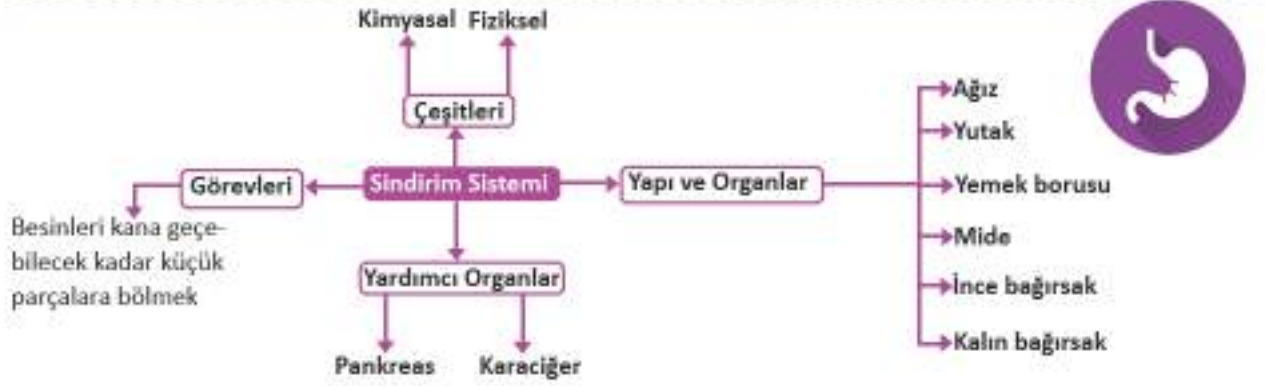 Kimyasal Fiziksel
Çeşitleri
Ağız
Yutak
Görevleri
Sindirim Sistemi
Yapı ve Organlar
Yemek borusu
Besinleri kana geçe-
bilecek kadar küçük
parçalara bölmek
Mide
Yardımcı Organlar
İnce bağırsak
Kalın bağırsak
Pankreas
Karaciğer